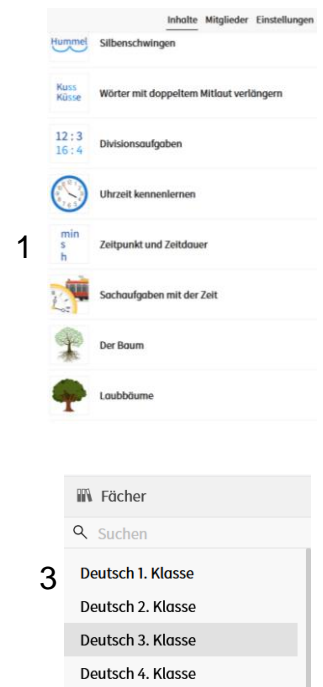 Inhalte Mitglieder Einstellungen
Hummel Silbenschwingen
Kuss
Küsse
Wörter mit doppeltem Mitlaut verlängern
12 : 3
16 : 4
Divisionsaufgaben
Uhrzeit kennenlernen
1
min
s
h
Zeitpunkt und Zeitdauer
Sachaufgaben mit der Zeit
Der Baum
Laubbäume
Fächer
Suchen
3
Deutsch 1. Klasse
Deutsch 2. Klasse
Deutsch 3. Klasse
Deutsch 4. Klasse